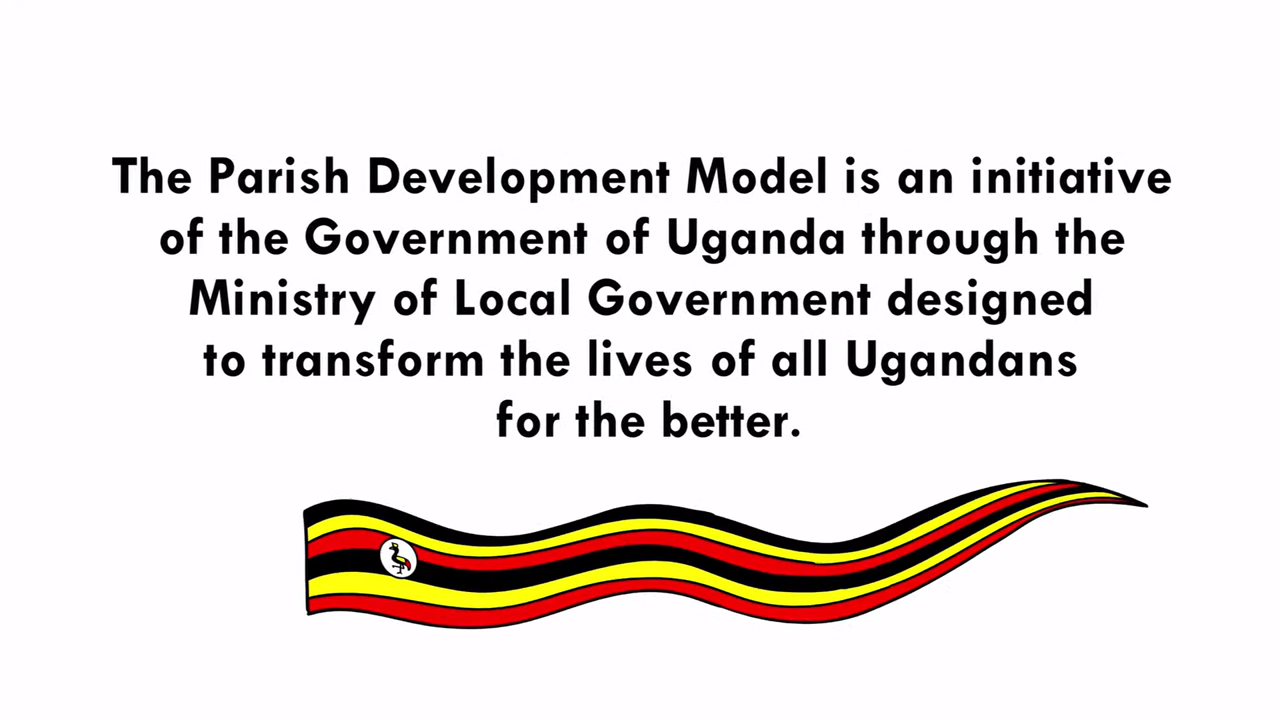 The Parish Development Model is an initiative
of the Government of Uganda through the
Ministry of Local Government designed
to transform the lives of all Ugandans
for the better.